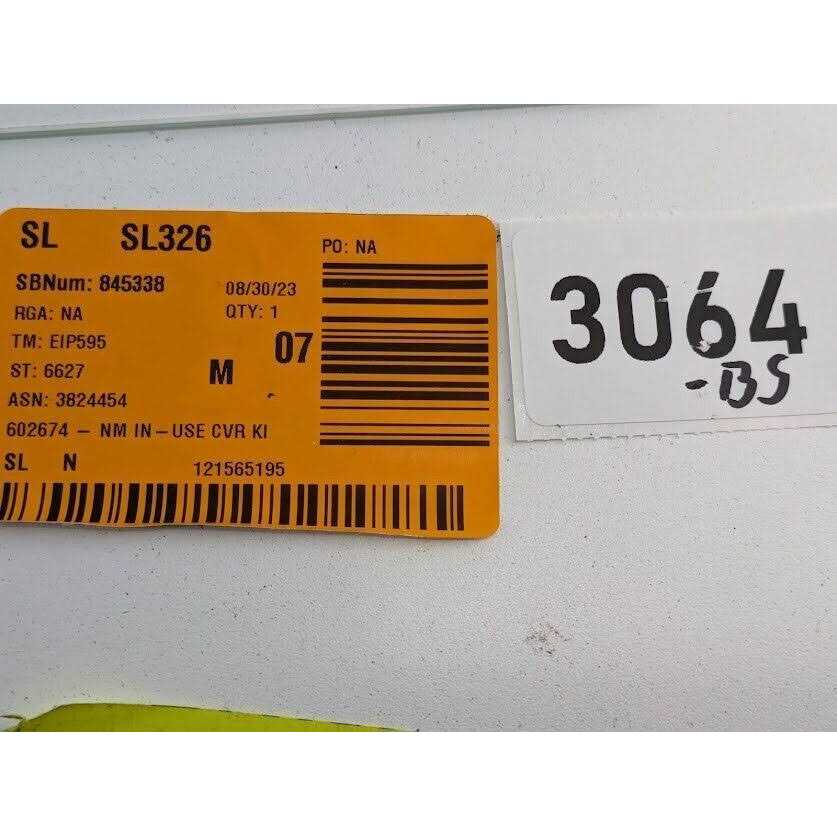 SL SL326
PO: NA
SBNum: 845338 08/30/23
RGA: NA QTY: 1
TM: EIP595
07
ST: 6627 M
ASN: 3824454
602674 - NM IN-USE CVR KI
SL N 121565195
3064
-BS